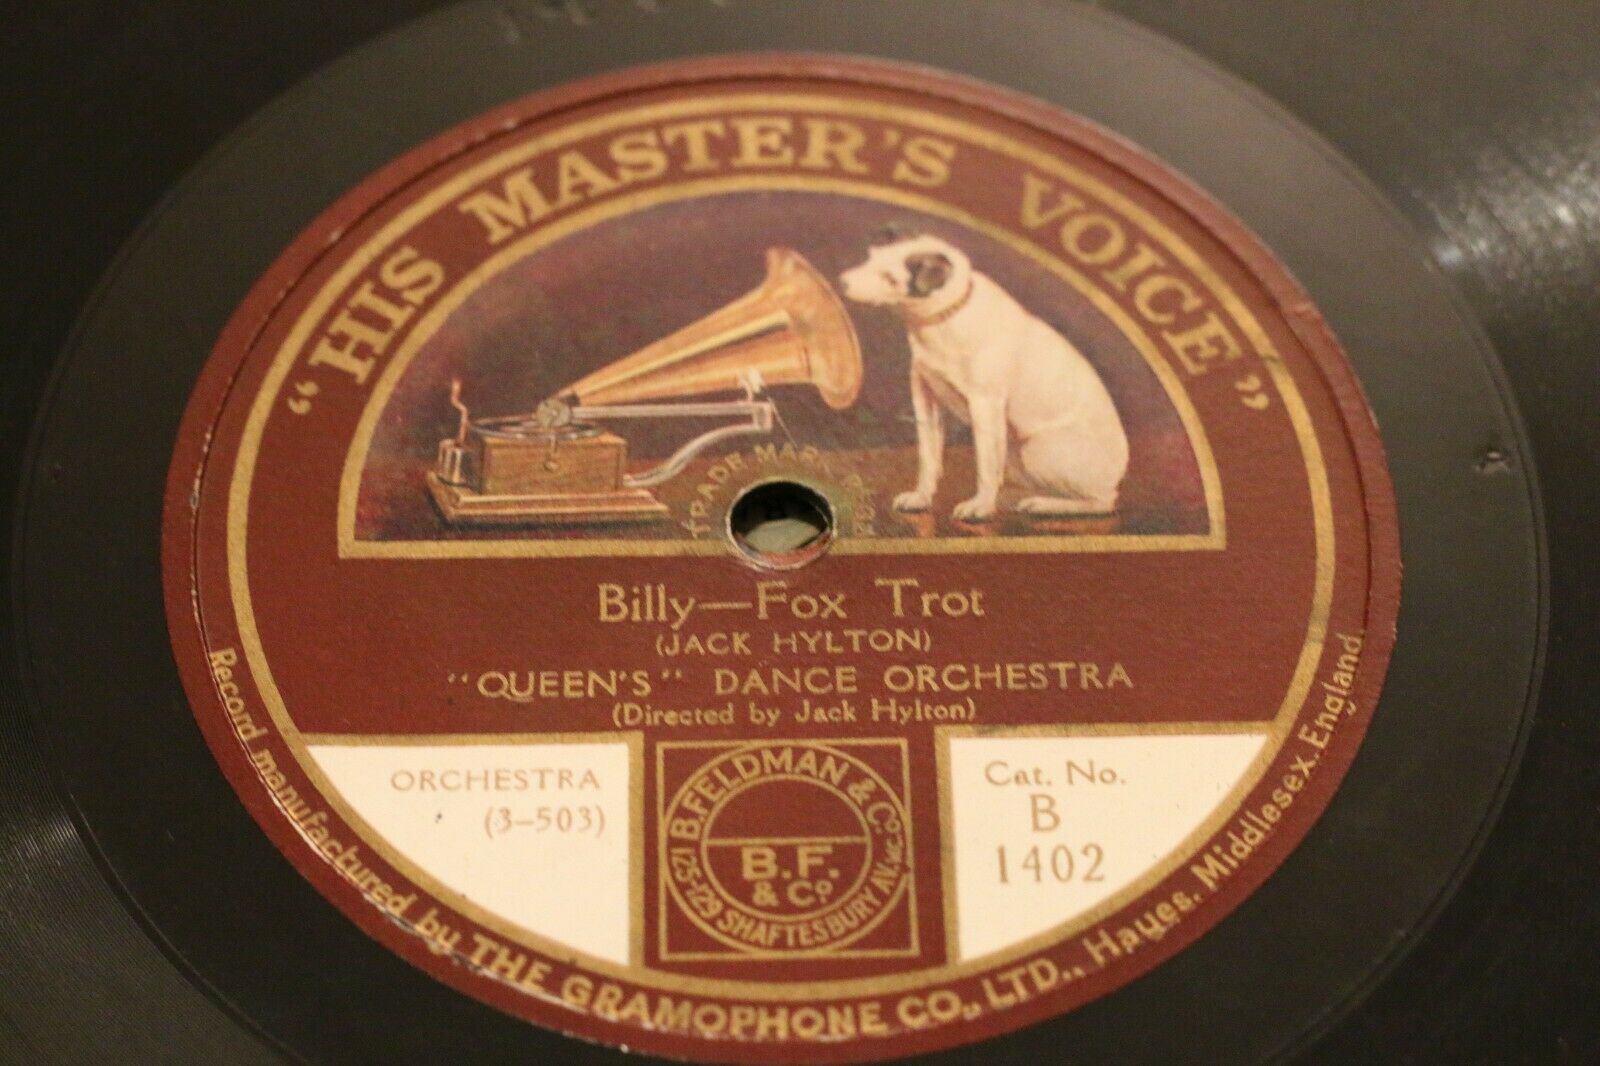 “HIS MASTER'S VOICE”
TRADE MARK
Billy—Fox Trot
(JACK HYLTON)
"QUEEN'S" DANCE ORCHESTRA
(Directed by Jack Hylton)
ORCHESTRA
(3-503)
B. FELDMAN & Co.
B.F.
& Co.
125-129 SHAFTESBURY AV. W.C.
Cat. No.
B
1402
Record manufactured by THE GRAMOPHONE CO., LTD., Hayes, Middlesex, England.